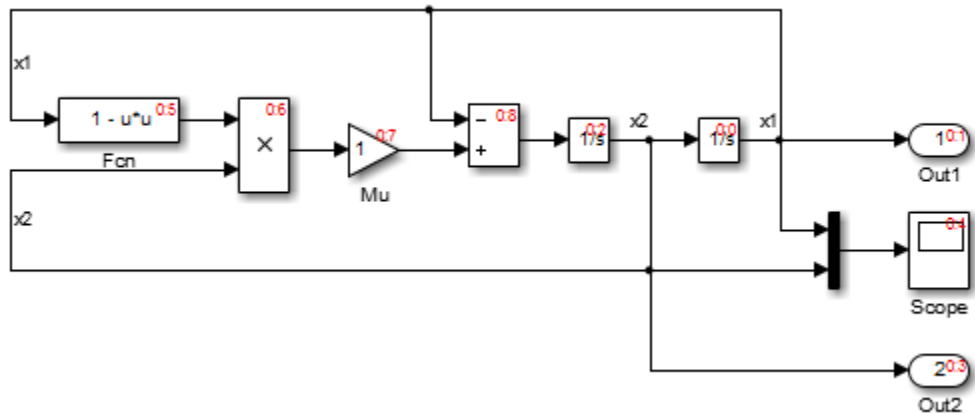 x1
1 - u*u
0:5
Fcn
0:6
×
1
0:7
Mu
−
+
0:8
1/s
0:2
x2
1/s
0:0
x1
1
0:1
Out1
x2
0:4
Scope
2
0:3
Out2